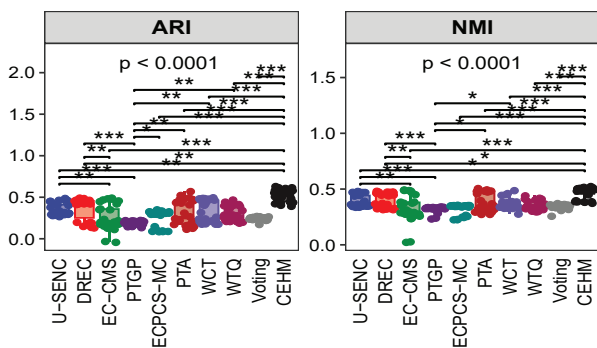 ARI
NMI
p < 0.0001
p < 0.0001
2.0
1.5
1.0
0.5
0.0
1.5
1.0
0.5
0.0
***
***
**
***
**
***
***
*
**
***
***
**
**
**
***
**
***
***
*
***
***
***
*
***
***
**
*
*
***
**
U−SENC
DREC
EC−CMS
PTGP
ECPCS−MC
PTA
WCT
WTQ
Voting
CEHM
U−SENC
DREC
EC−CMS
PTGP
ECPCS−MC
PTA
WCT
WTQ
Voting
CEHM